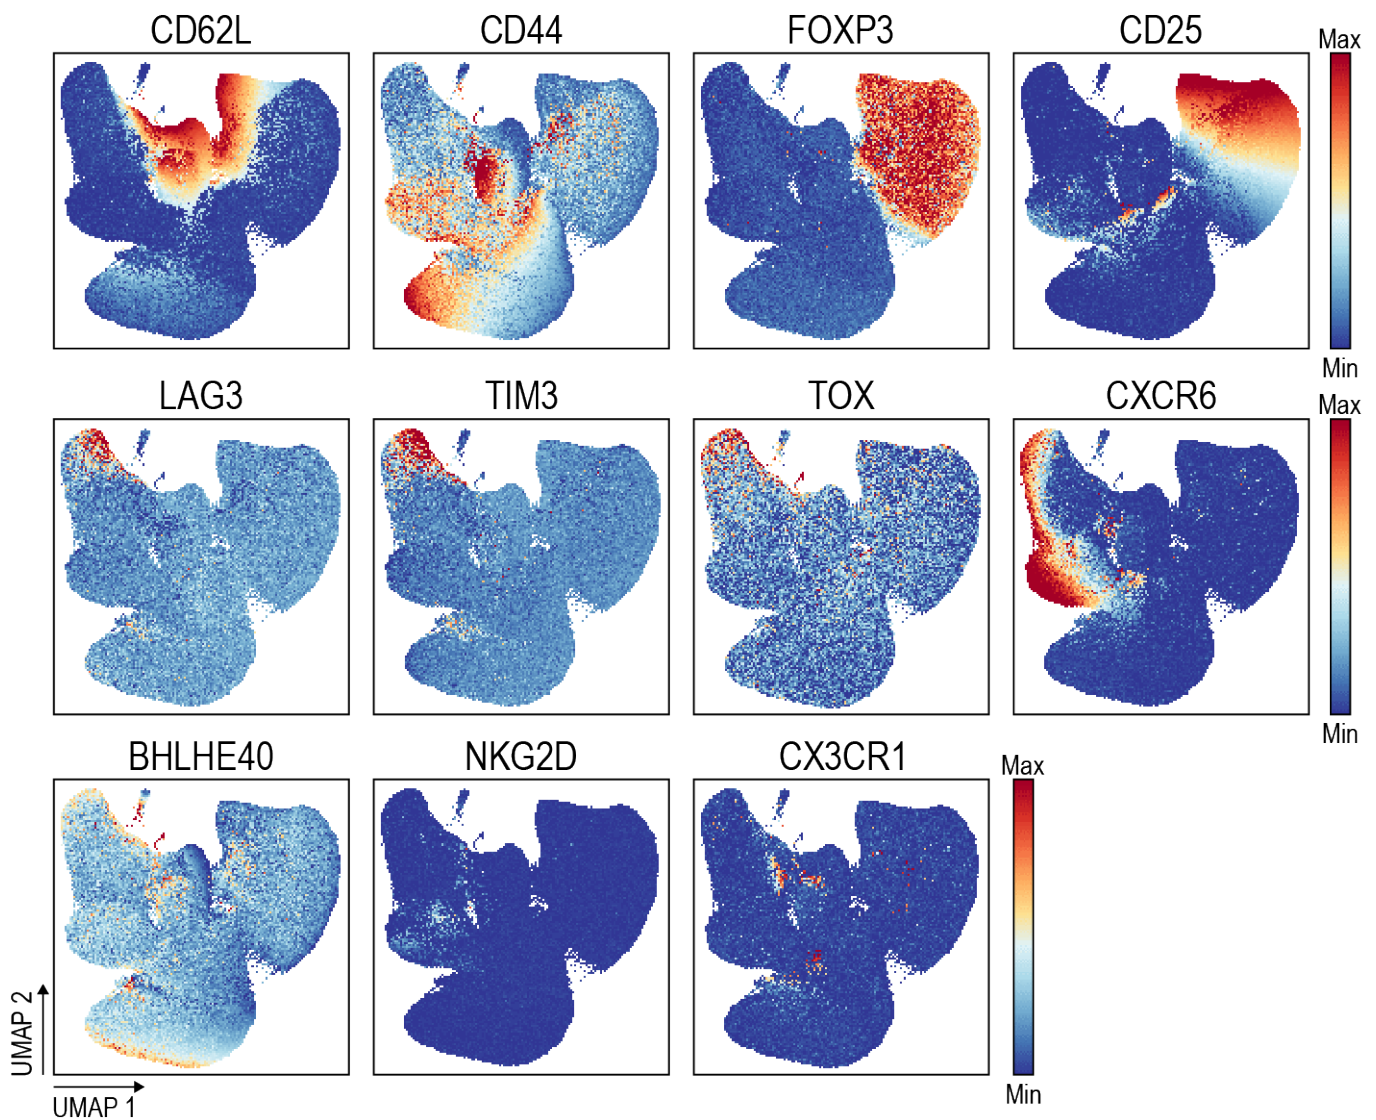 CD62L
CD44
FOXP3
CD25
Max
Min
LAG3
TIM3
TOX
CXCR6
Max
Min
BHLHE40
NKG2D
CX3CR1
Max
Min
UMAP 2
UMAP 1